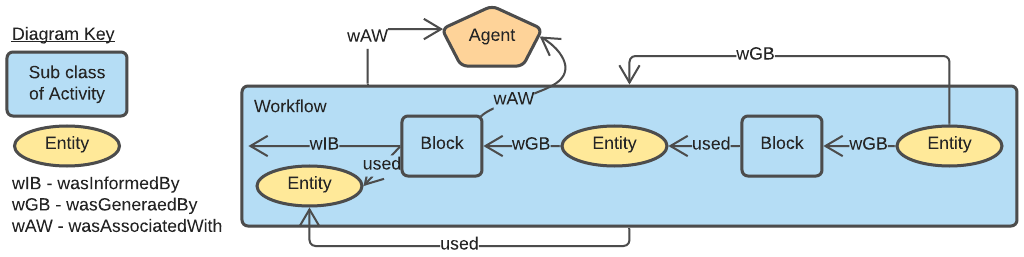 Diagram Key
Sub class
of Activity
Entity
wIB - wasInformedBy
wGB - wasGeneraedBy
wAW - wasAssociatedWith
wAW
Agent
wGB
Workflow
wAW
wIB
Block
wGB
Entity
used
Block
wGB
Entity
used
Entity
used